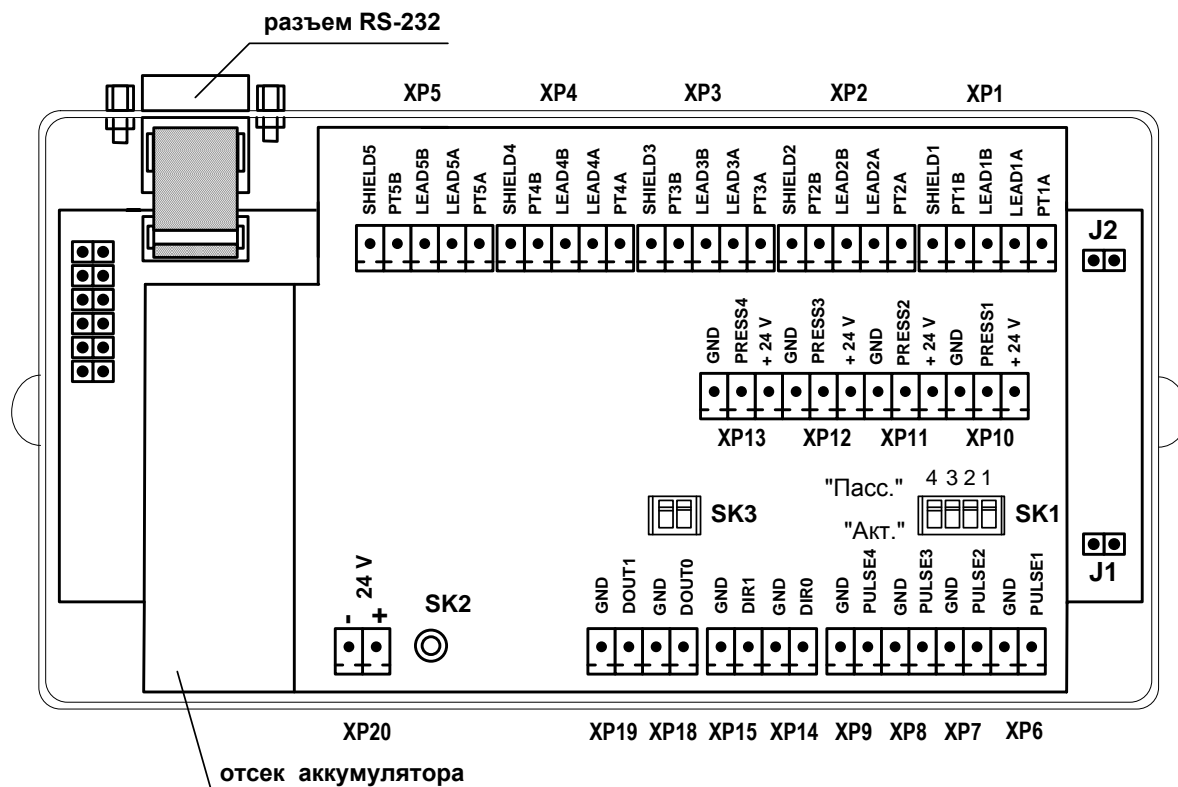 разъем RS-232
XP5 XP4 XP3 XP2 XP1
SHIELD5 PT5B LEAD5B LEAD5A PT5A SHIELD4 PT4B LEAD4B LEAD4A PT4A SHIELD3 PT3B LEAD3B LEAD3A PT3A SHIELD2 PT2B LEAD2B LEAD2A PT2A SHIELD1 PT1B LEAD1B LEAD1A PT1A
J2
GND PRESS4 + 24 V GND PRESS3 + 24 V GND PRESS2 + 24 V GND PRESS1 + 24 V
XP13 XP12 XP11 XP10
"Пасс." 4 3 2 1
SK3 SK1
"Акт."
J1
- 24 V +
SK2
GND DOUT1 GND DOUT0 GND DIR1 GND DIR0 GND PULSE4 GND PULSE3 GND PULSE2 GND PULSE1
XP20 XP19 XP18 XP15 XP14 XP9 XP8 XP7 XP6
отсек аккумулятора